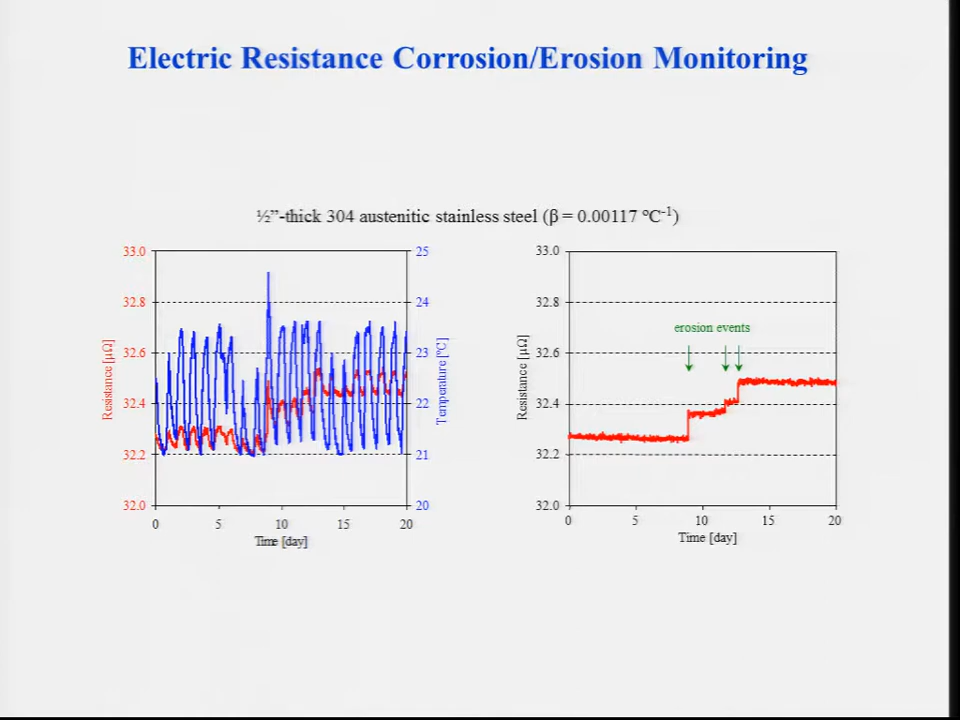 Electric Resistance Corrosion/Erosion Monitoring
½”-thick 304 austenitic stainless steel (β = 0.00117 °C⁻¹)
33.0
32.8
32.6
32.4
32.2
32.0
Resistance [μΩ]
25
24
23
22
21
20
Temperature [°C]
0 5 10 15 20
Time [day]
33.0
32.8
32.6
32.4
32.2
32.0
Resistance [μΩ]
erosion events
0 5 10 15 20
Time [day]